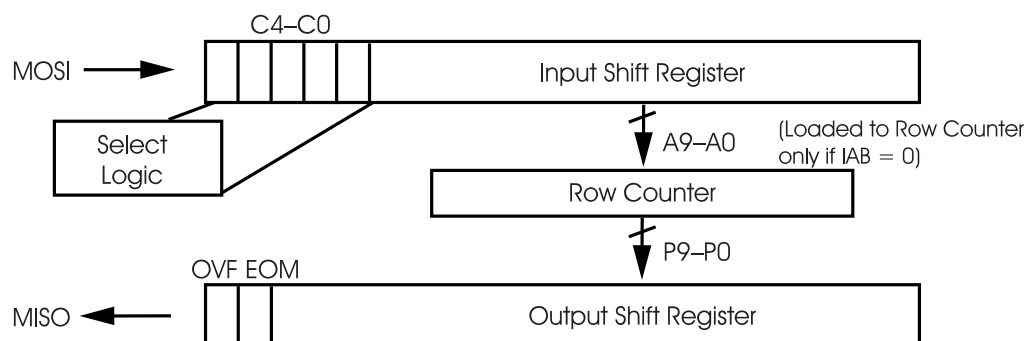 C4–C0
MOSI
Input Shift Register
Select
Logic
A9–A0
(Loaded to Row Counter
only if IAB = 0)
Row Counter
P9–P0
OVF EOM
MISO
Output Shift Register